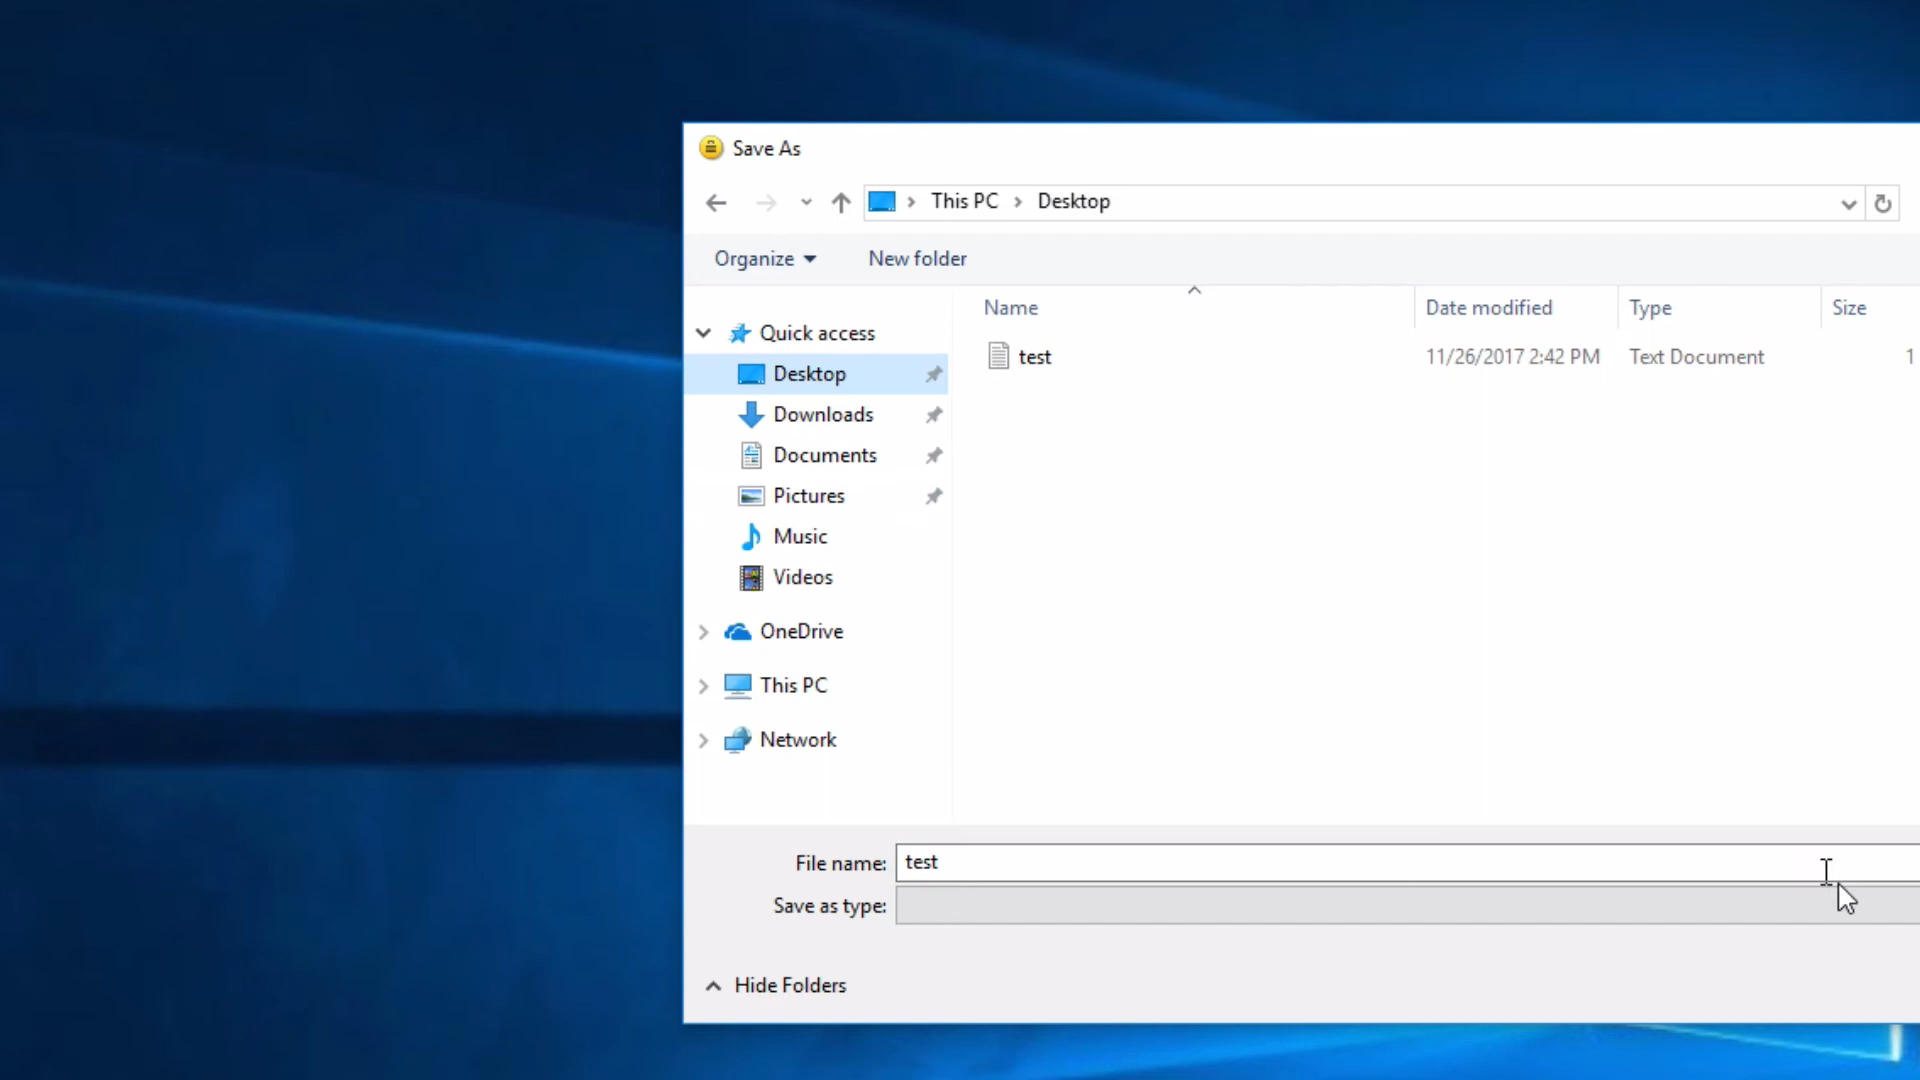 Save As
This PC
Desktop
Organize
New folder
Name
Date modified
Type
Size
test
11/26/2017 2:42 PM
Text Document
1
Quick access
Desktop
Downloads
Documents
Pictures
Music
Videos
OneDrive
This PC
Network
File name: test
Save as type:
Hide Folders